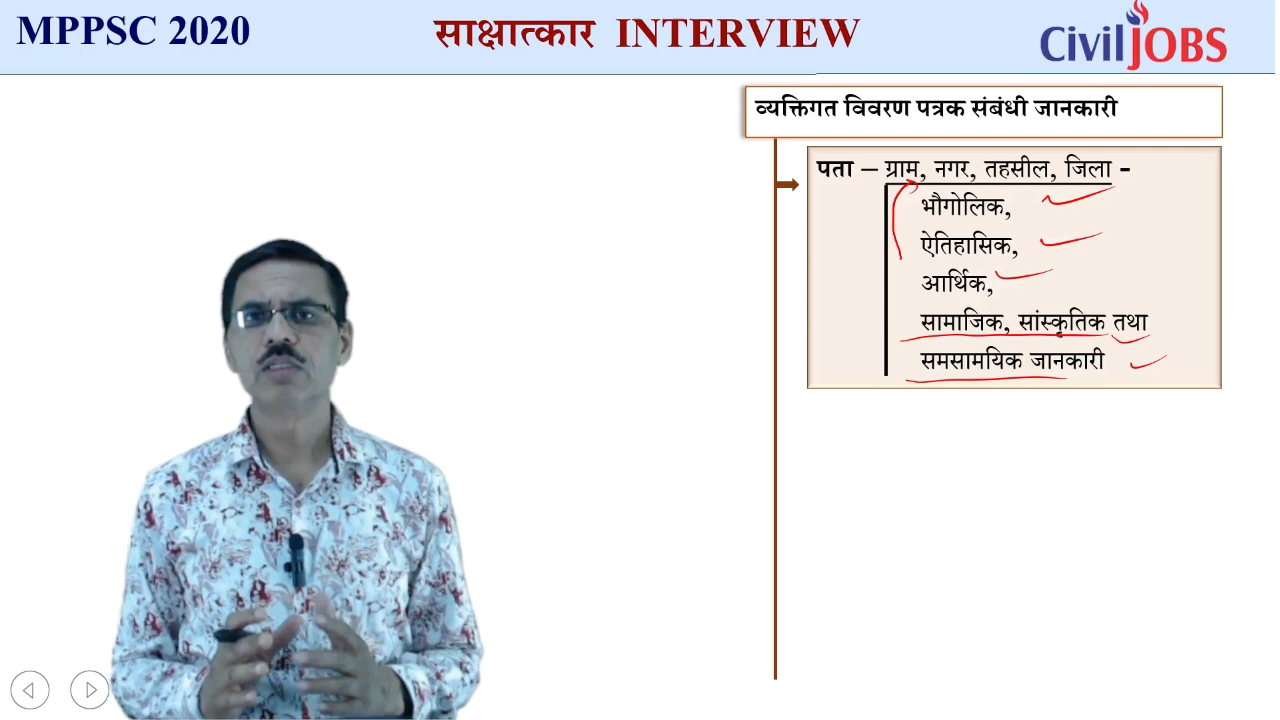 MPPSC 2020
साक्षात्कार INTERVIEW
CivilJOBS
व्यक्तिगत विवरण पत्रक संबंधी जानकारी
पता – ग्राम, नगर, तहसील, जिला -
भौगोलिक,
ऐतिहासिक,
आर्थिक,
सामाजिक, सांस्कृतिक तथा
समसामयिक जानकारी